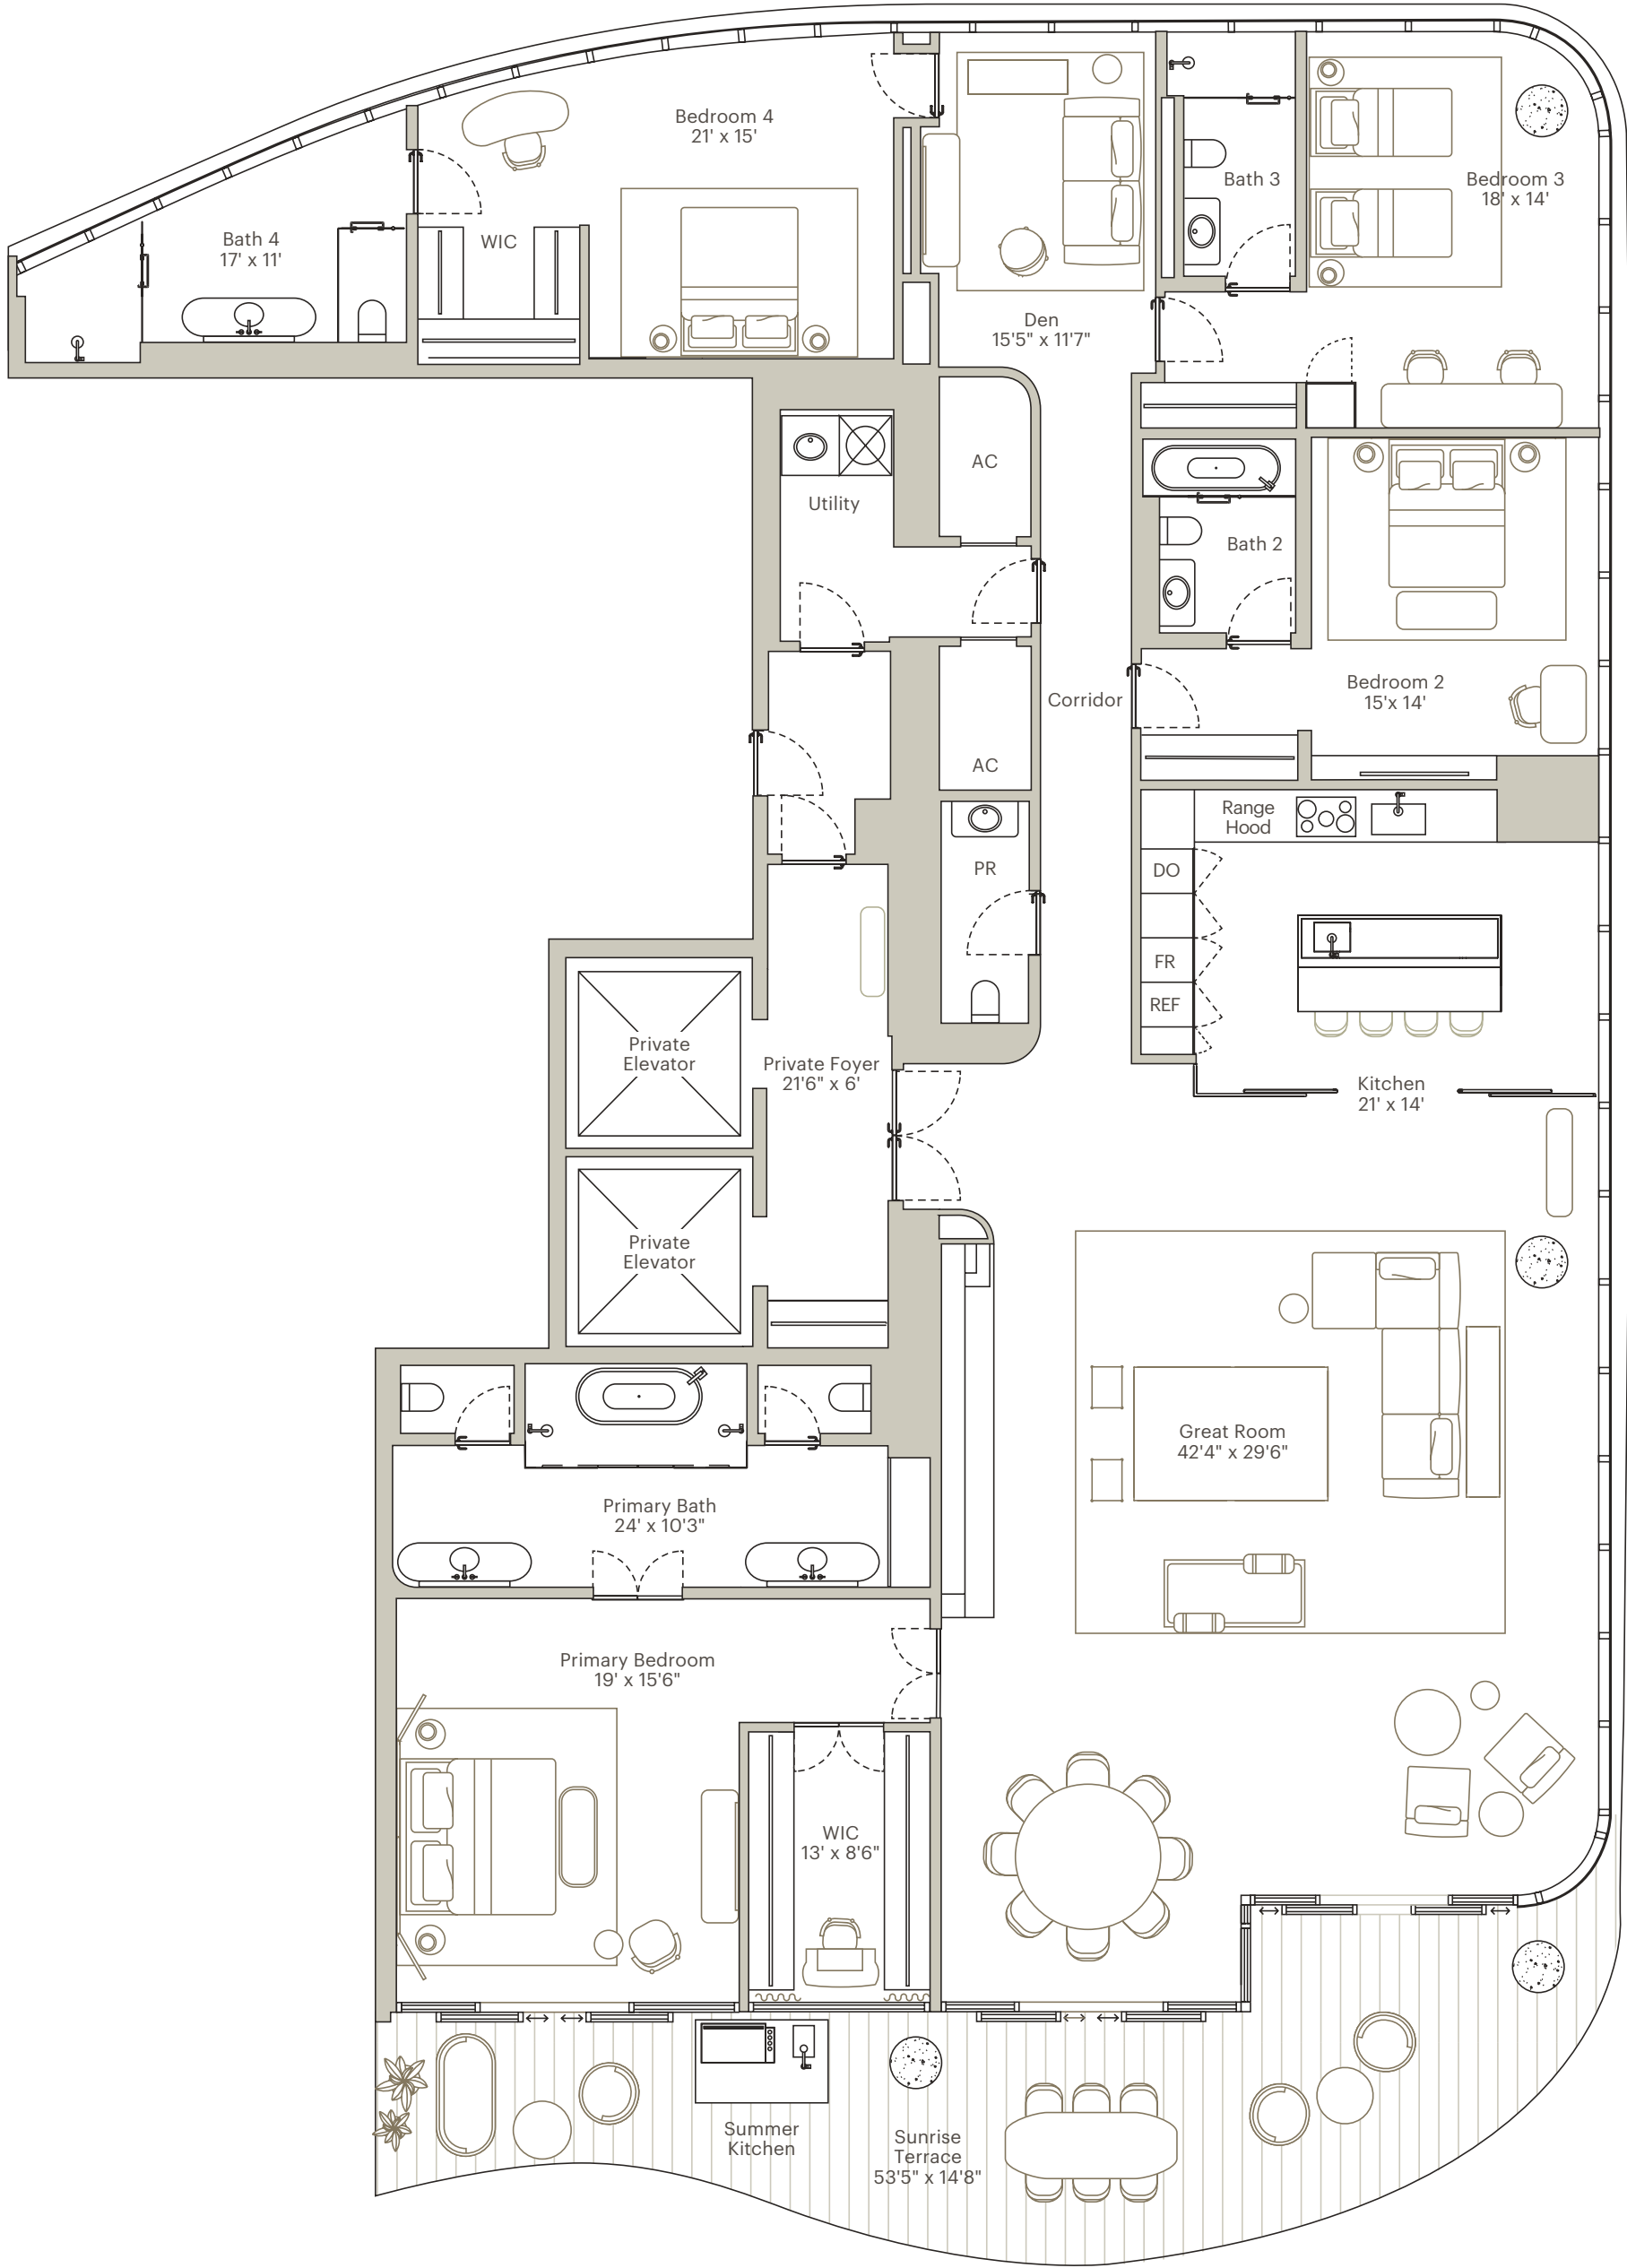 Bedroom 4
21' x 15'
Bath 3
Bedroom 3
18' x 14'
Bath 4
17' x 11'
WIC
Den
15'5" x 11'7"
AC
Utility
Bath 2
Corridor
Bedroom 2
15'x 14'
AC
Range
Hood
PR
DO
FR
REF
Private
Elevator
Private Foyer
21'6" x 6'
Kitchen
21' x 14'
Private
Elevator
Great Room
42'4" x 29'6"
Primary Bath
24' x 10'3"
Primary Bedroom
19' x 15'6"
WIC
13' x 8'6"
Summer
Kitchen
Sunrise
Terrace
53'5" x 14'8"